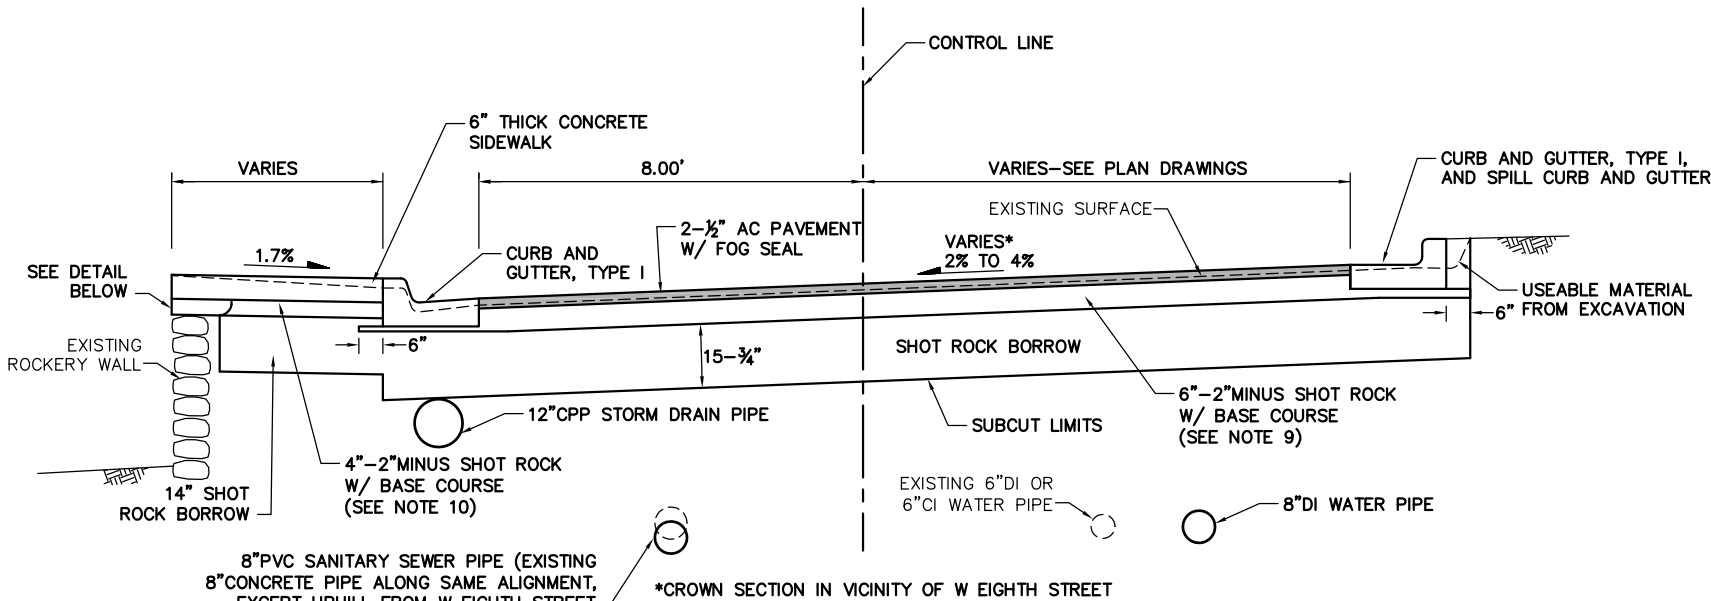 CONTROL LINE
6" THICK CONCRETE
SIDEWALK
VARIES
8.00'
VARIES-SEE PLAN DRAWINGS
CURB AND GUTTER, TYPE I,
AND SPILL CURB AND GUTTER
EXISTING SURFACE
2-½" AC PAVEMENT
W/ FOG SEAL
VARIES*
2% TO 4%
1.7%
CURB AND
GUTTER, TYPE I
SEE DETAIL
BELOW
USEABLE MATERIAL
FROM EXCAVATION
6"
EXISTING
ROCKERY WALL
6"
15-¾"
SHOT ROCK BORROW
6"-2"MINUS SHOT ROCK
W/ BASE COURSE
(SEE NOTE 9)
12"CPP STORM DRAIN PIPE
SUBCUT LIMITS
4"-2"MINUS SHOT ROCK
W/ BASE COURSE
(SEE NOTE 10)
14" SHOT
ROCK BORROW
EXISTING 6"DI OR
6"CI WATER PIPE
8"DI WATER PIPE
8"PVC SANITARY SEWER PIPE (EXISTING
8"CONCRETE PIPE ALONG SAME ALIGNMENT,
EXCEPT UPHILL FROM W EIGHTH STREET
*CROWN SECTION IN VICINITY OF W EIGHTH STREET